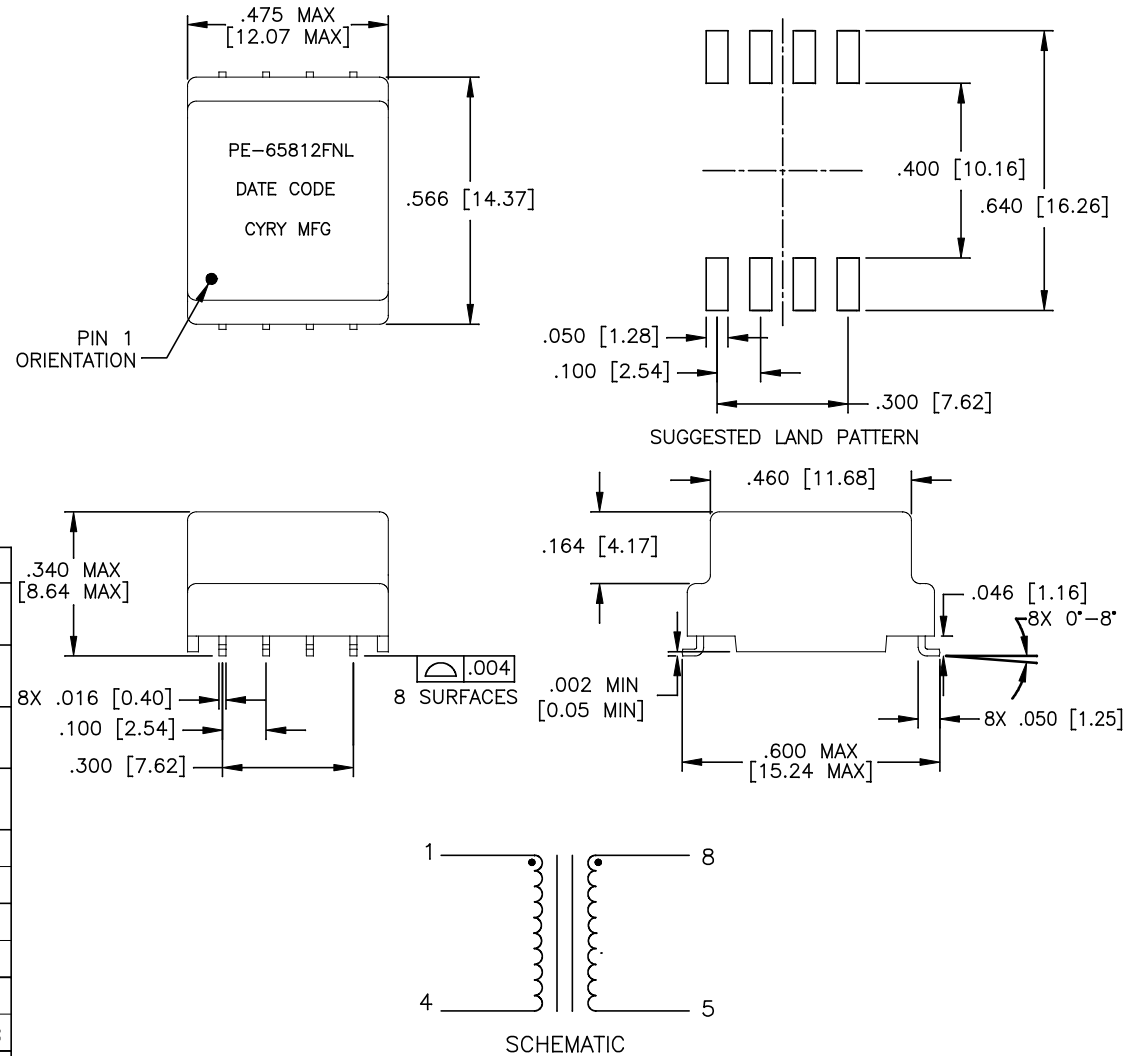 .475 MAX
[12.07 MAX]
PE-65812FNL
DATE CODE
CYRY MFG
.566 [14.37]
PIN 1
ORIENTATION
.400 [10.16]
.640 [16.26]
.050 [1.28]
.100 [2.54]
.300 [7.62]
SUGGESTED LAND PATTERN
.340 MAX
[8.64 MAX]
8X .016 [0.40]
.100 [2.54]
.300 [7.62]
.004
8 SURFACES
.460 [11.68]
.164 [4.17]
.046 [1.16]
8X 0°-8°
.002 MIN
[0.05 MIN]
8X .050 [1.25]
.600 MAX
[15.24 MAX]
1
8
4
5
SCHEMATIC